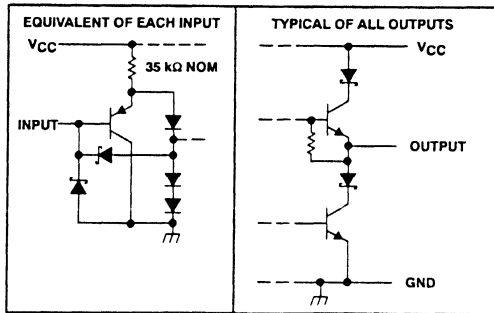 EQUIVALENT OF EACH INPUT
VCC
35 kΩ NOM
INPUT
TYPICAL OF ALL OUTPUTS
VCC
OUTPUT
GND